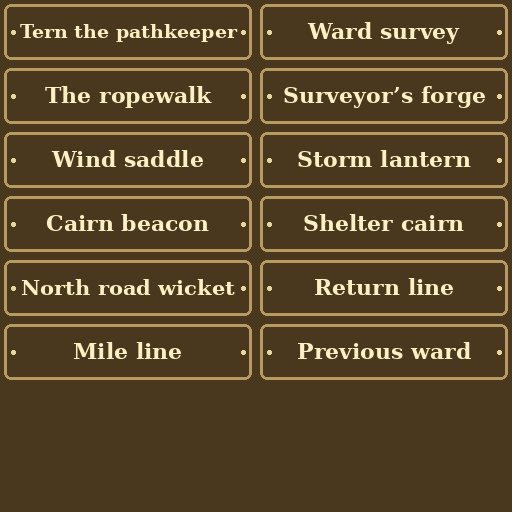 Tern the pathkeeper
Ward survey
The ropewalk
Surveyor’s forge
Wind saddle
Storm lantern
Cairn beacon
Shelter cairn
North road wicket
Return line
Mile line
Previous ward